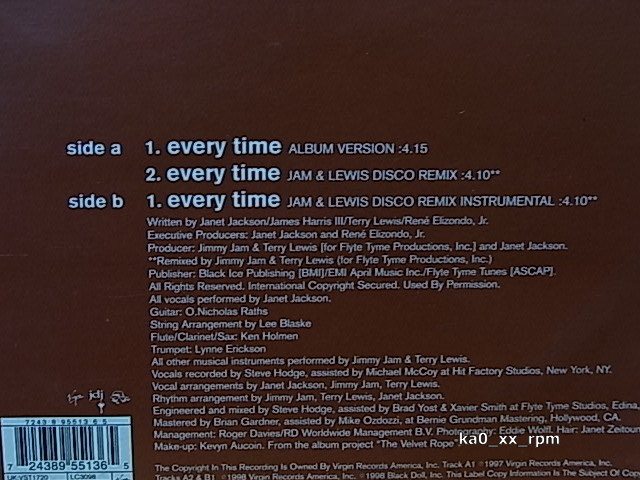 side a 1. every time ALBUM VERSION :4.15
2. every time JAM & LEWIS DISCO REMIX :4.10**
side b 1. every time JAM & LEWIS DISCO REMIX INSTRUMENTAL :4.10**
Written by Janet Jackson/James Harris III/Terry Lewis/René Elizondo, Jr.
Executive Producers: Janet Jackson and René Elizondo, Jr.
Producer: Jimmy Jam & Terry Lewis [for Flyte Tyme Productions, Inc.] and Janet Jackson.
**Remixed by Jimmy Jam & Terry Lewis (for Flyte Tyme Productions, Inc.)
Publisher: Black Ice Publishing [BMI]/EMI April Music Inc./Flyte Tyme Tunes [ASCAP].
All Rights Reserved. International Copyright Secured. Used By Permission.
All vocals performed by Janet Jackson.
Guitar: O.Nicholas Raths
String Arrangement by Lee Blaske
Flute/Clarinet/Sax: Ken Holmen
Trumpet: Lynne Erickson
All other musical instruments performed by Jimmy Jam & Terry Lewis.
Vocals recorded by Steve Hodge, assisted by Michael McCoy at Hit Factory Studios, New York, NY.
Vocal arrangements by Janet Jackson, Jimmy Jam, Terry Lewis.
Rhythm arrangement by Jimmy Jam, Terry Lewis, Janet Jackson.
Engineered and mixed by Steve Hodge, assisted by Brad Yost & Xavier Smith at Flyte Tyme Studios, Edina,
Mastered by Brian Gardner, assisted by Mike Ozdozzi, at Bernie Grundman Mastering, Hollywood, CA.
Management: Roger Davies/RD Worldwide Management B.V. Photography: Eddie Wolfl. Hair: Janet Zeitoun
Make-up: Kevyn Aucoin. From the album project "The Velvet Rope"
ka0_xx_rpm
jdj
7243 8 95513 6 5
7 24389 55136 5
UK:VST1720 LC3098
The Copyright In This Recording Is Owned By Virgin Records America, Inc. Track A1 ℗1997 Virgin Records America, Inc.
Tracks A2 & B1 ℗1998 Virgin Records America, Inc. ©1998 Black Doll, Inc. This Label Copy Information Is The Subject Of Cop